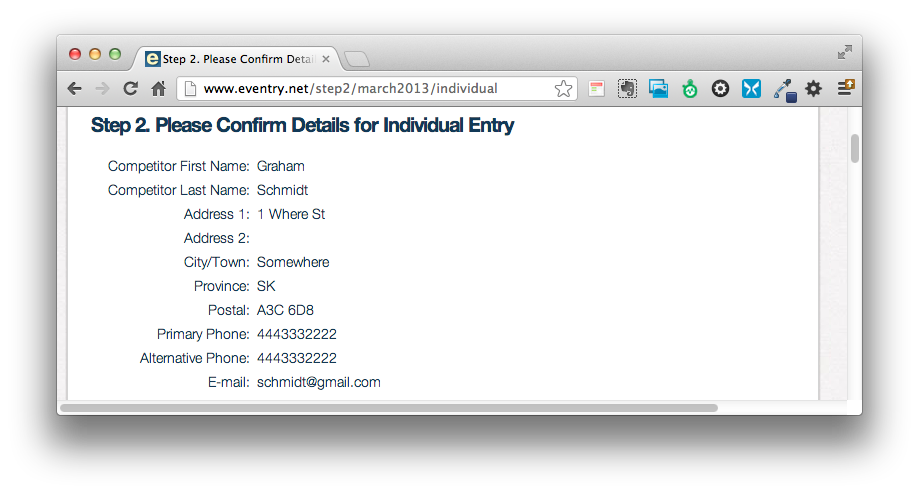 Step 2. Please Confirm Detai
www.eventry.net/step2/march2013/individual
Step 2. Please Confirm Details for Individual Entry
Competitor First Name: Graham
Competitor Last Name: Schmidt
Address 1: 1 Where St
Address 2:
City/Town: Somewhere
Province: SK
Postal: A3C 6D8
Primary Phone: 4443332222
Alternative Phone: 4443332222
E-mail: schmidt@gmail.com